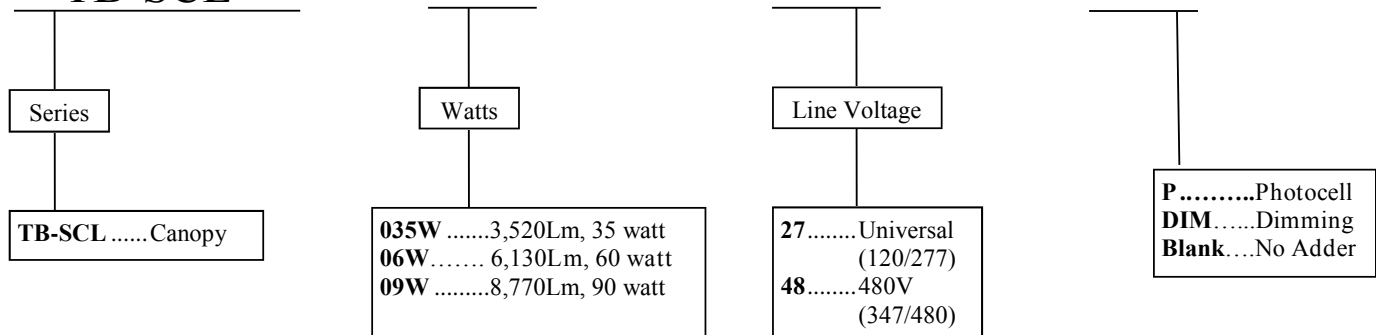 TB-SCL
Series
Watts
Line Voltage
TB-SCL ......Canopy
035W .......3,520Lm, 35 watt
06W……. 6,130Lm, 60 watt
09W .........8,770Lm, 90 watt
27........Universal
(120/277)
48........480V
(347/480)
P……….Photocell
DIM…...Dimming
Blank….No Adder